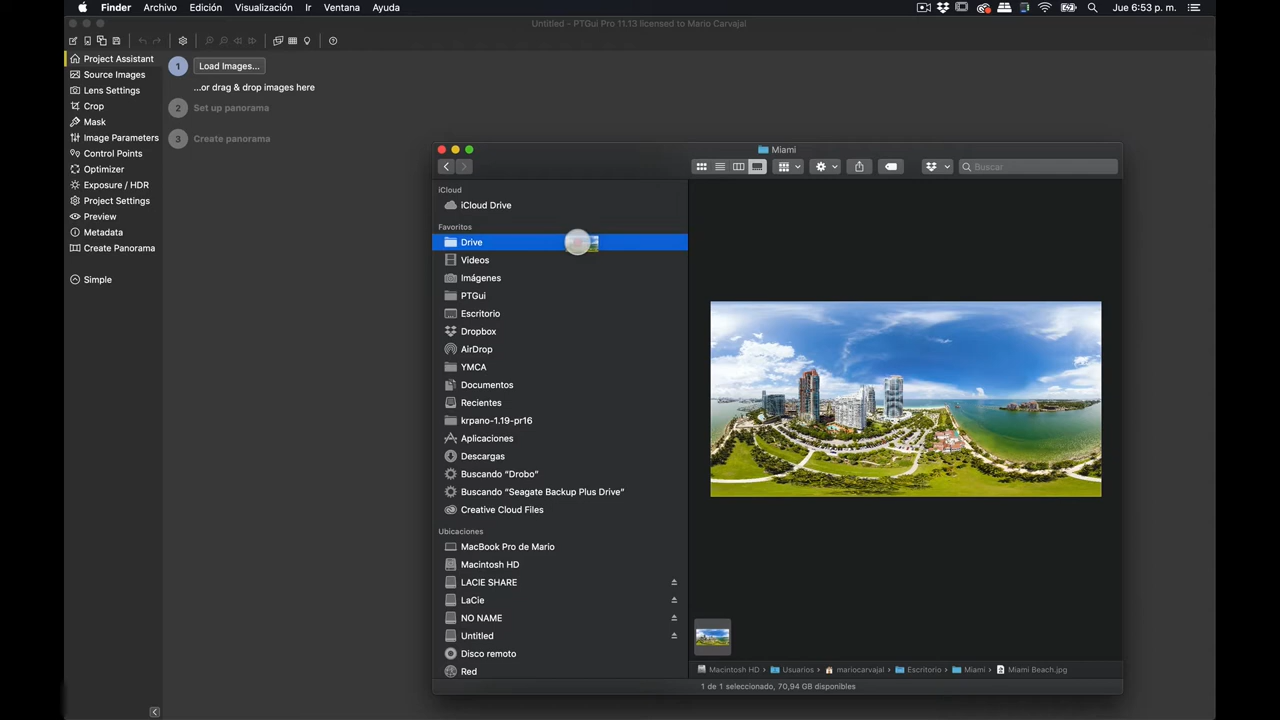 Finder Archivo Edición Visualización Ir Ventana Ayuda Jue 6:53 p. m.
Untitled - PTGui Pro 11.13 licensed to Mario Carvajal
Project Assistant
Source Images
Lens Settings
Crop
Mask
Image Parameters
Control Points
Optimizer
Exposure / HDR
Project Settings
Preview
Metadata
Create Panorama
Simple
1 Load Images...
...or drag & drop images here
2 Set up panorama
3 Create panorama
Miami
Buscar
iCloud
iCloud Drive
Favoritos
Drive
Videos
Imágenes
PTGui
Escritorio
Dropbox
AirDrop
YMCA
Documentos
Recientes
krpano-1.19-pr16
Aplicaciones
Descargas
Buscando “Drobo”
Buscando “Seagate Backup Plus Drive”
Creative Cloud Files
Ubicaciones
MacBook Pro de Mario
Macintosh HD
LACIE SHARE
LaCie
NO NAME
Untitled
Disco remoto
Red
Macintosh HD › Usuarios › mariocarvajal › Escritorio › Miami › Miami Beach.jpg
1 de 1 seleccionado, 70,94 GB disponibles